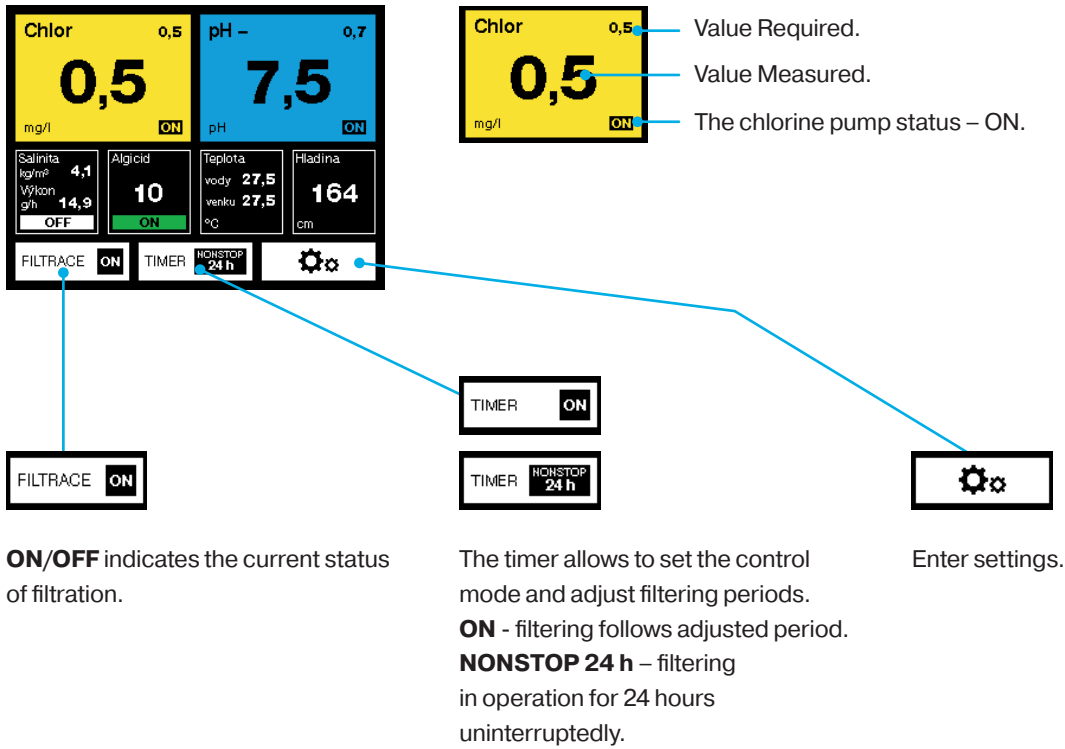 Chlor 0,5
0,5
mg/l ON
pH – 0,7
7,5
pH ON
Salinita
kg/m³ 4,1
Výkon
g/h 14,9
OFF
Algicid
10
ON
Teplota
vody 27,5
venku 27,5
°C
Hladina
164
cm
FILTRACE ON
TIMER NONSTOP
24 h
Chlor 0,5
0,5
mg/l ON
Value Required.
Value Measured.
The chlorine pump status – ON.
FILTRACE ON
ON/OFF indicates the current status
of filtration.
TIMER ON
TIMER NONSTOP
24 h
The timer allows to set the control
mode and adjust filtering periods.
ON - filtering follows adjusted period.
NONSTOP 24 h – filtering
in operation for 24 hours
uninterruptedly.
Enter settings.